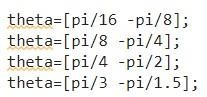 theta=[pi/16 -pi/8];
theta=[pi/8 -pi/4];
theta=[pi/4 -pi/2];
theta=[pi/3 -pi/1.5];